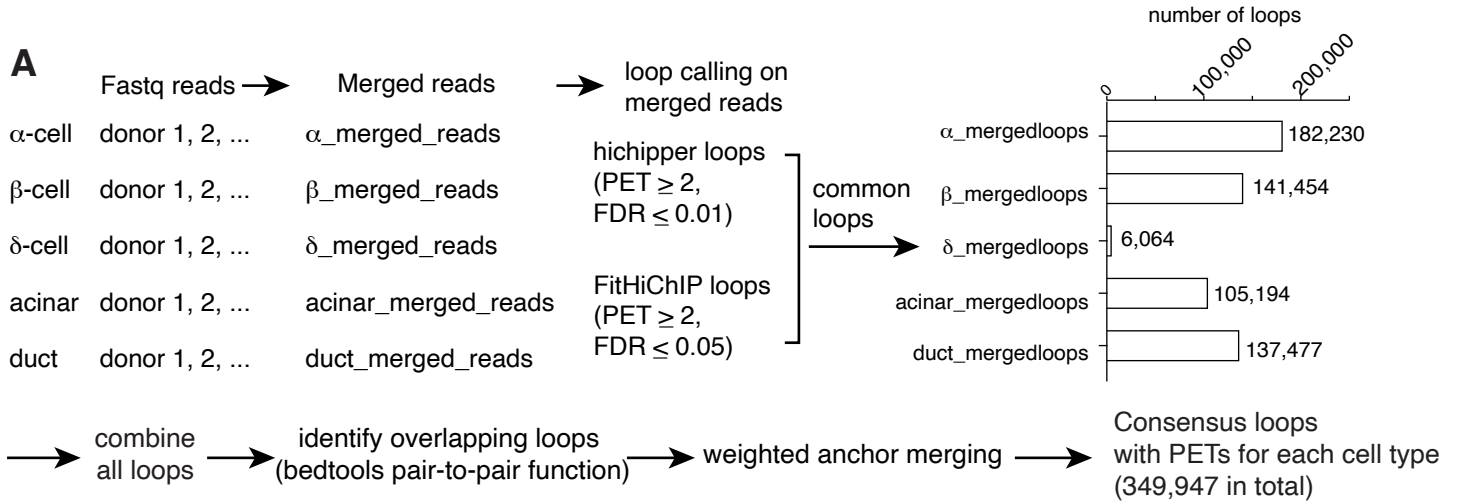 A
Fastq reads
Merged reads
loop calling on
merged reads
α-cell donor 1, 2, ... α_merged_reads
β-cell donor 1, 2, ... β_merged_reads
δ-cell donor 1, 2, ... δ_merged_reads
acinar donor 1, 2, ... acinar_merged_reads
duct donor 1, 2, ... duct_merged_reads
hichipper loops
(PET ≥ 2,
FDR ≤ 0.01)
FitHiChIP loops
(PET ≥ 2,
FDR ≤ 0.05)
common
loops
number of loops
0 100,000 200,000
α_mergedloops 182,230
β_mergedloops 141,454
δ_mergedloops 6,064
acinar_mergedloops 105,194
duct_mergedloops 137,477
combine
all loops
identify overlapping loops
(bedtools pair-to-pair function)
weighted anchor merging
Consensus loops
with PETs for each cell type
(349,947 in total)